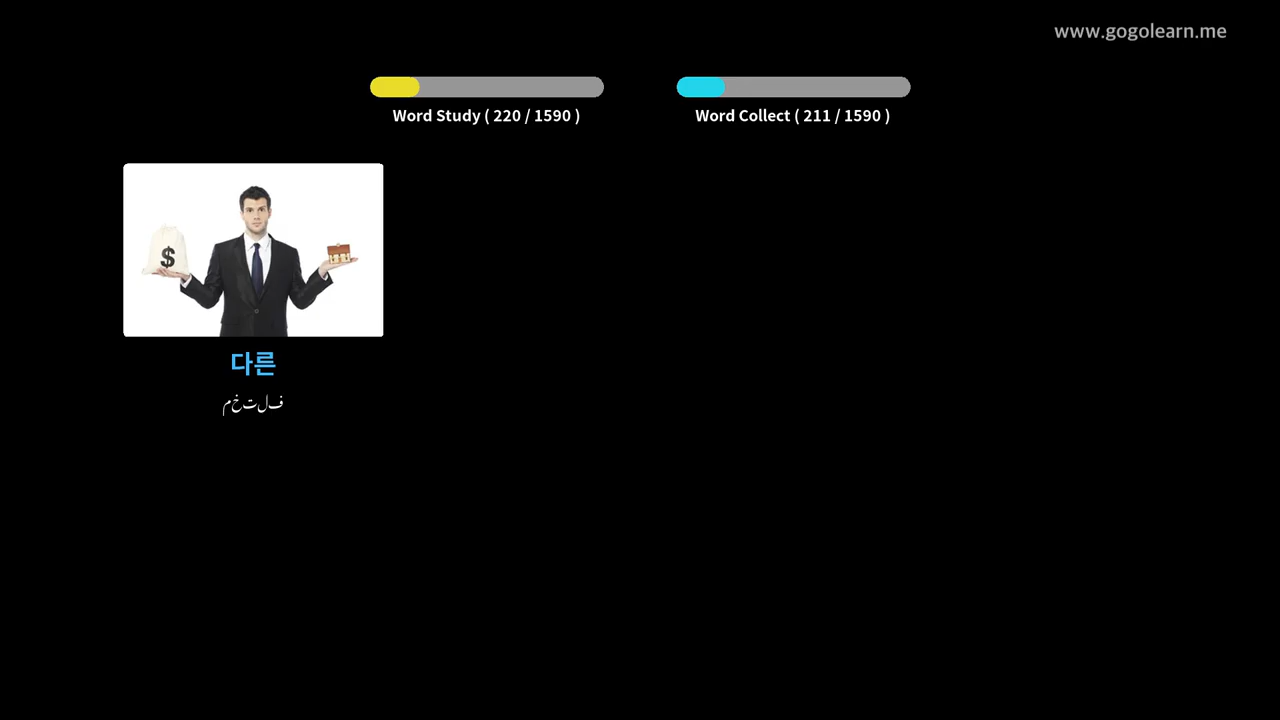 www.gogolearn.me
Word Study ( 220 / 1590 )
Word Collect ( 211 / 1590 )
$
다른
مختلف